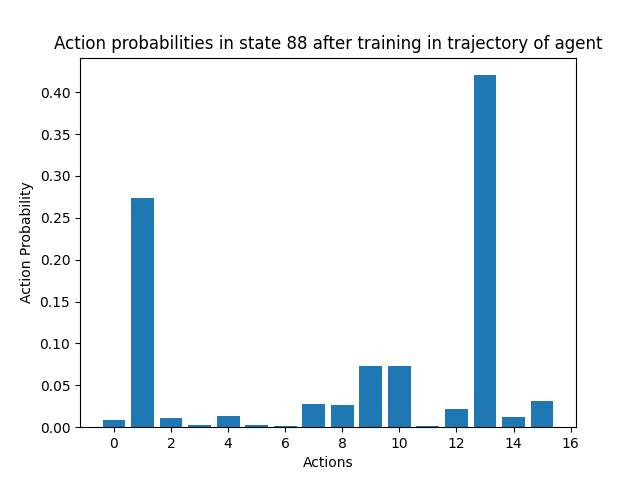 Action probabilities in state 88 after training in trajectory of agent
0.40
0.35
0.30
0.25
0.20
0.15
0.10
0.05
0.00
Action Probability
0 2 4 6 8 10 12 14 16
Actions